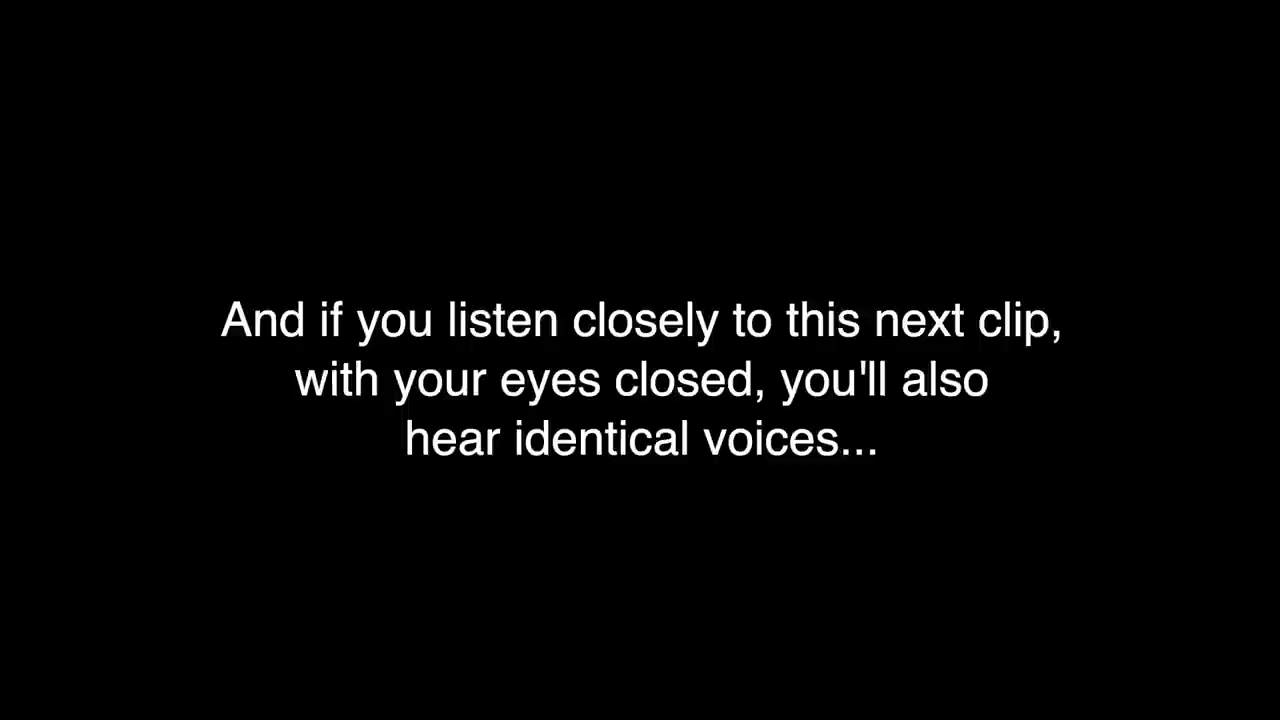 And if you listen closely to this next clip,
with your eyes closed, you'll also
hear identical voices...